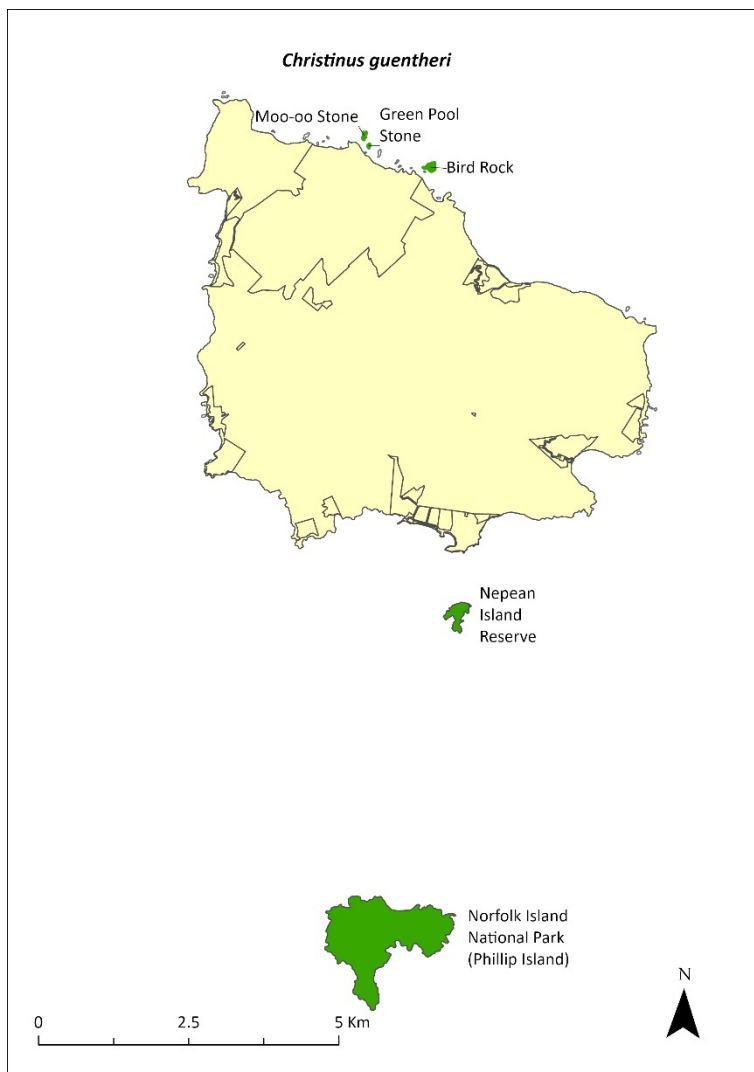 Christinus guentheri
Moo-oo Stone
Green Pool
Stone
Bird Rock
Nepean
Island
Reserve
Norfolk Island
National Park
(Phillip Island)
0 2.5 5 Km
N